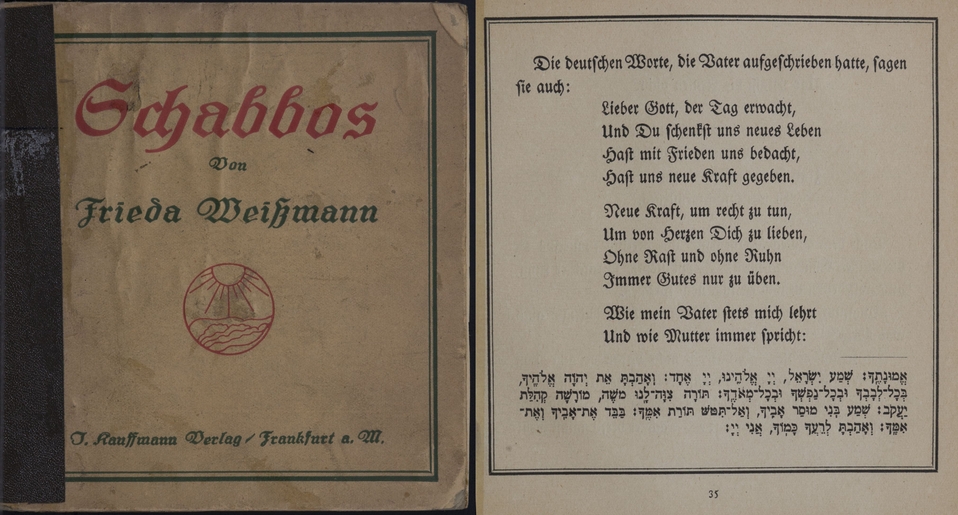 Schabbos
Von
Frieda Weißmann
J. Kauffmann Verlag / Frankfurt a. M.
Die deutschen Worte, die Vater aufgeschrieben hatte, sagen
sie auch:
Lieber Gott, der Tag erwacht,
Und Du schenkst uns neues Leben
Hast mit Frieden uns bedacht,
Hast uns neue Kraft gegeben.
Neue Kraft, um recht zu tun,
Um von Herzen Dich zu lieben,
Ohne Rast und ohne Ruhn
Immer Gutes nur zu üben.
Wie mein Vater stets mich lehrt
Und wie Mutter immer spricht:
אֱמוּנָתֶךָ: שְׁמַע יִשְׂרָאֵל, יְיָ אֱלֹהֵינוּ, יְיָ אֶחָד: וְאָהַבְתָּ אֵת יְהוָֹה אֱלֹהֶיךָ,
בְּכָל־לְבָבְךָ וּבְכָל־נַפְשְׁךָ וּבְכָל־מְאֹדֶךָ: תּוֹרָה צִוָּה־לָנוּ משֶׁה, מוֹרָשָׁה קְהִלַּת
יַעֲקֹב: שְׁמַע בְּנִי מוּסַר אָבִיךָ, וְאַל־תִּטּשׁ תּוֹרַת אִמֶּךָ: כַּבֵּד אֶת־אָבִיךָ וְאֶת־
אִמֶּךָ: וְאָהַבְתָּ לְרֵעֲךָ כָּמוֹךָ, אֲנִי יְיָ:
35